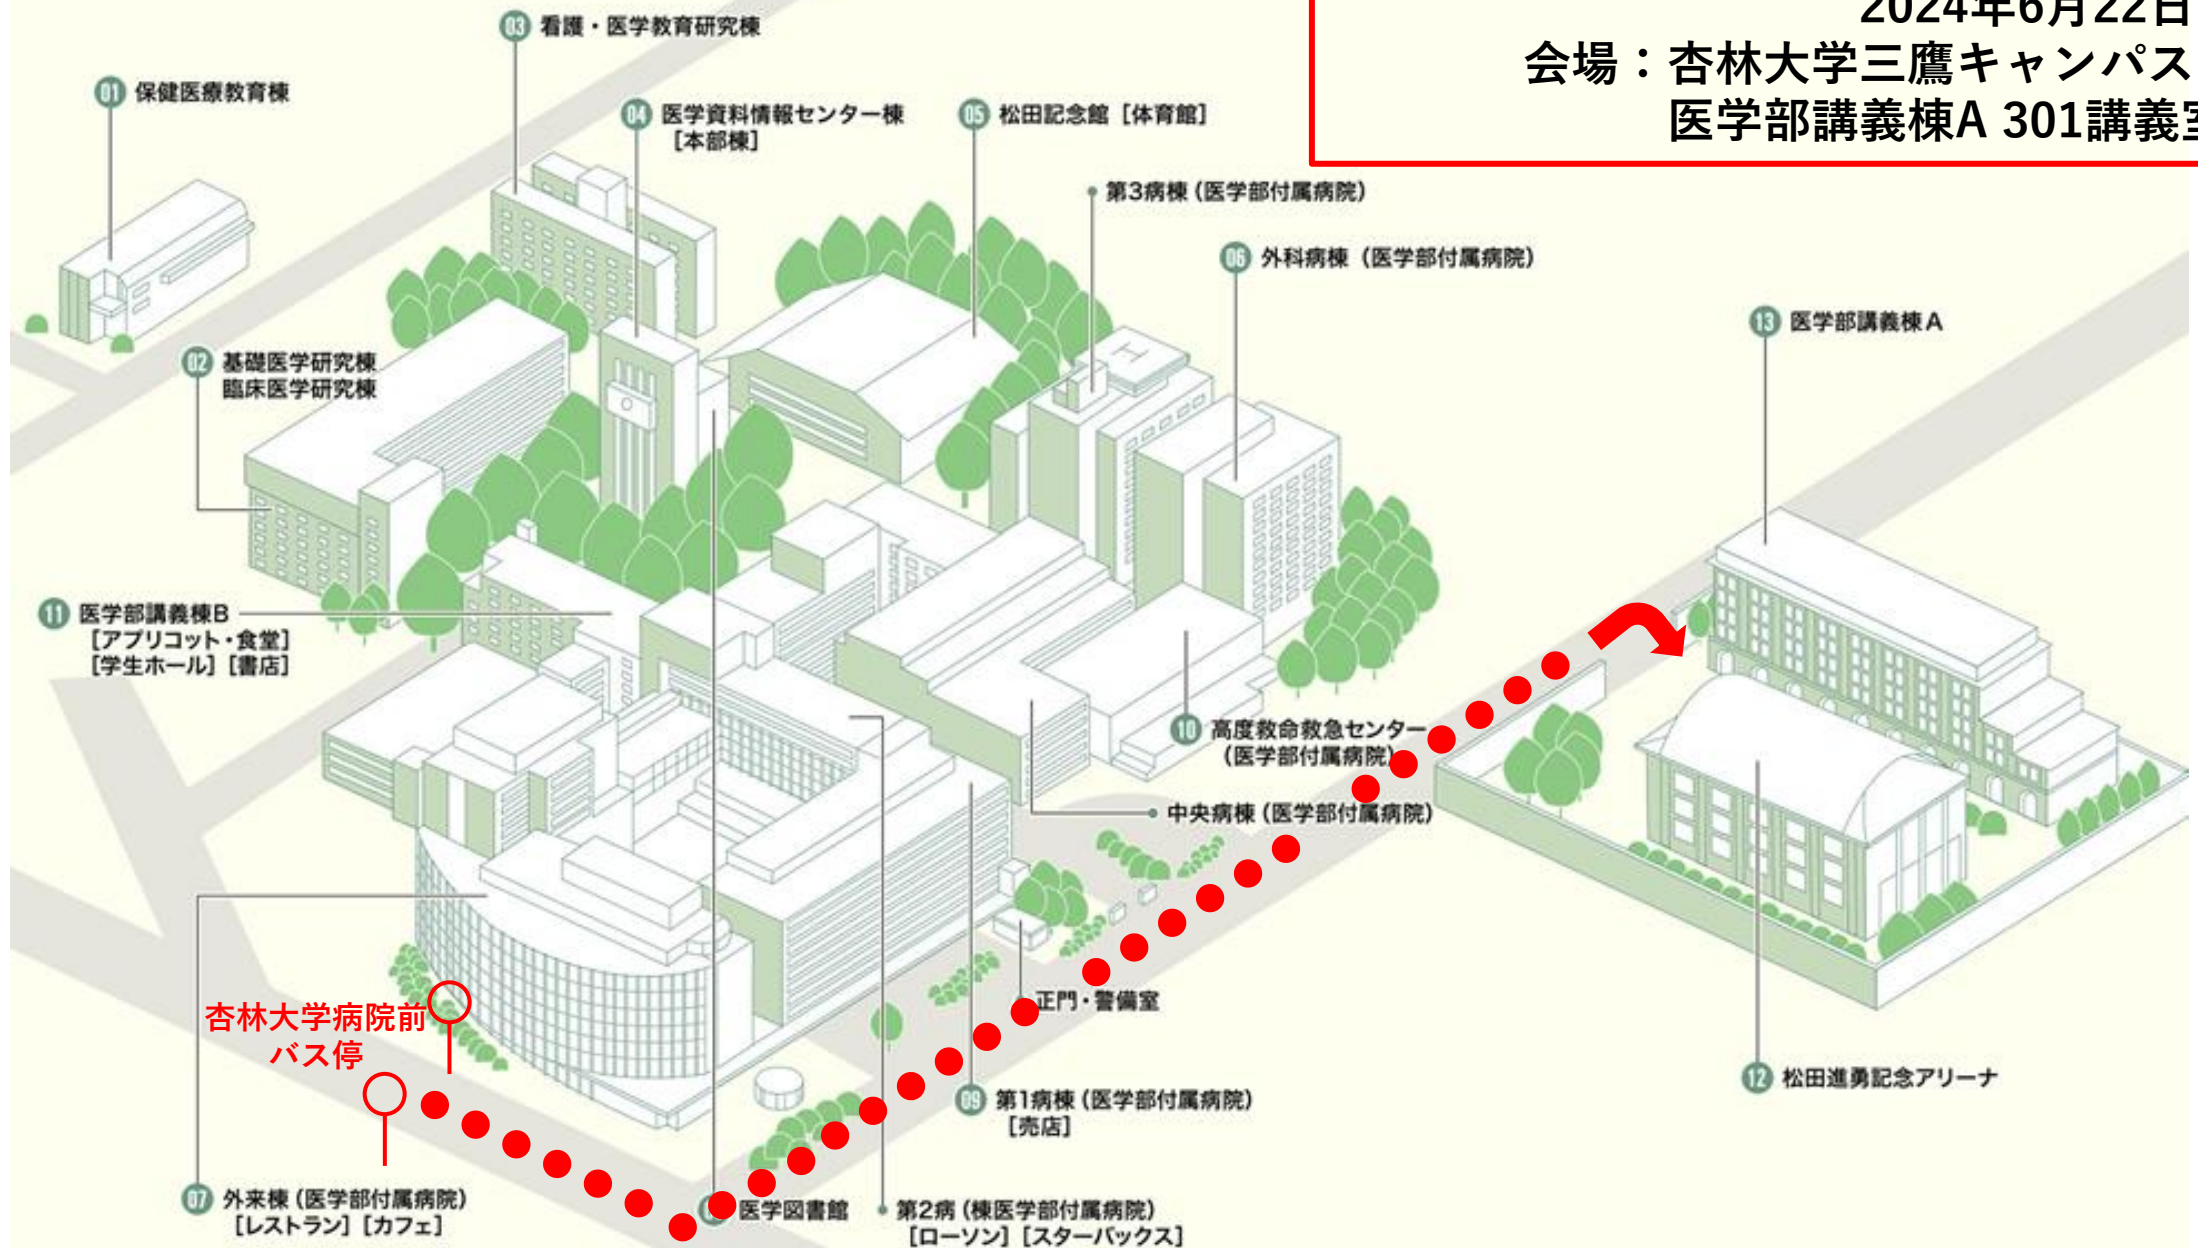 2024年6月22日
会場：杏林大学三鷹キャンパス
医学部講義棟A 301講義室
03 看護・医学教育研究棟
01 保健医療教育棟
04 医学資料情報センター棟
［本部棟］
05 松田記念館［体育館］
第3病棟（医学部付属病院）
06 外科病棟（医学部付属病院）
13 医学部講義棟A
02 基礎医学研究棟
臨床医学研究棟
H
11 医学部講義棟B
［アプリコット・食堂］
［学生ホール］［書店］
10 高度救命救急センター
（医学部付属病院）
中央病棟（医学部付属病院）
正門・警備室
杏林大学病院前
バス停
12 松田進勇記念アリーナ
09 第1病棟（医学部付属病院）
［売店］
07 外来棟（医学部付属病院）
［レストラン］［カフェ］
医学図書館
第2病（棟医学部付属病院）
［ローソン］［スターバックス］